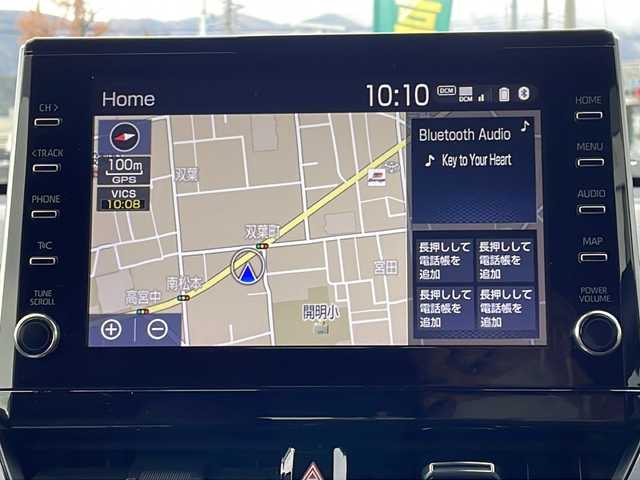 Home
10:10
DCM
DCM
CH >
< TRACK
PHONE
T&C
TUNE
SCROLL
HOME
MENU
AUDIO
MAP
POWER
VOLUME
100m
GPS
VICS
10:08
双葉
双葉町
南松本
高宮中
宮田
開明小
Bluetooth Audio
Key to Your Heart
長押しして
電話帳を
追加
長押しして
電話帳を
追加
長押しして
電話帳を
追加
長押しして
電話帳を
追加